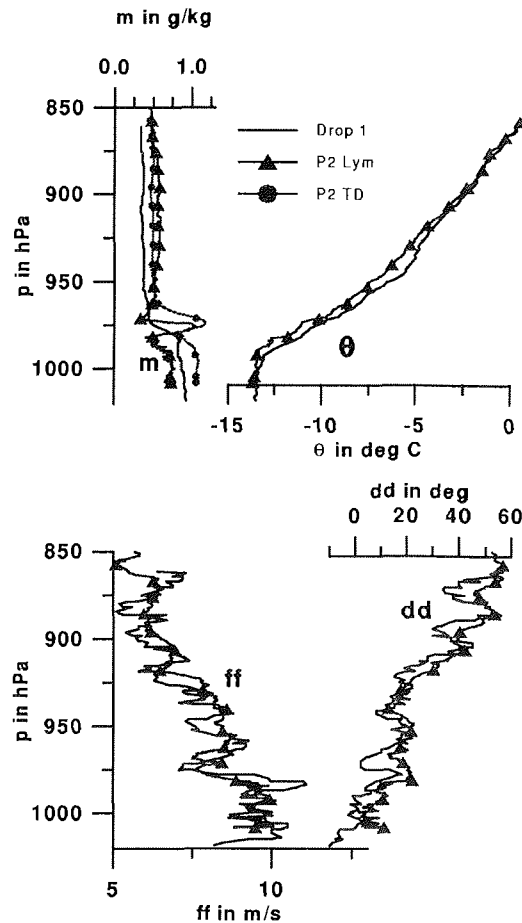 m in g/kg
0.0 1.0
850
900
950
1000
p in hPa
Drop 1
P2 Lym
P2 TD
m
θ
-15 -10 -5 0
θ in deg C
dd in deg
0 20 40 60
850
900
950
1000
p in hPa
ff
dd
5 10
ff in m/s